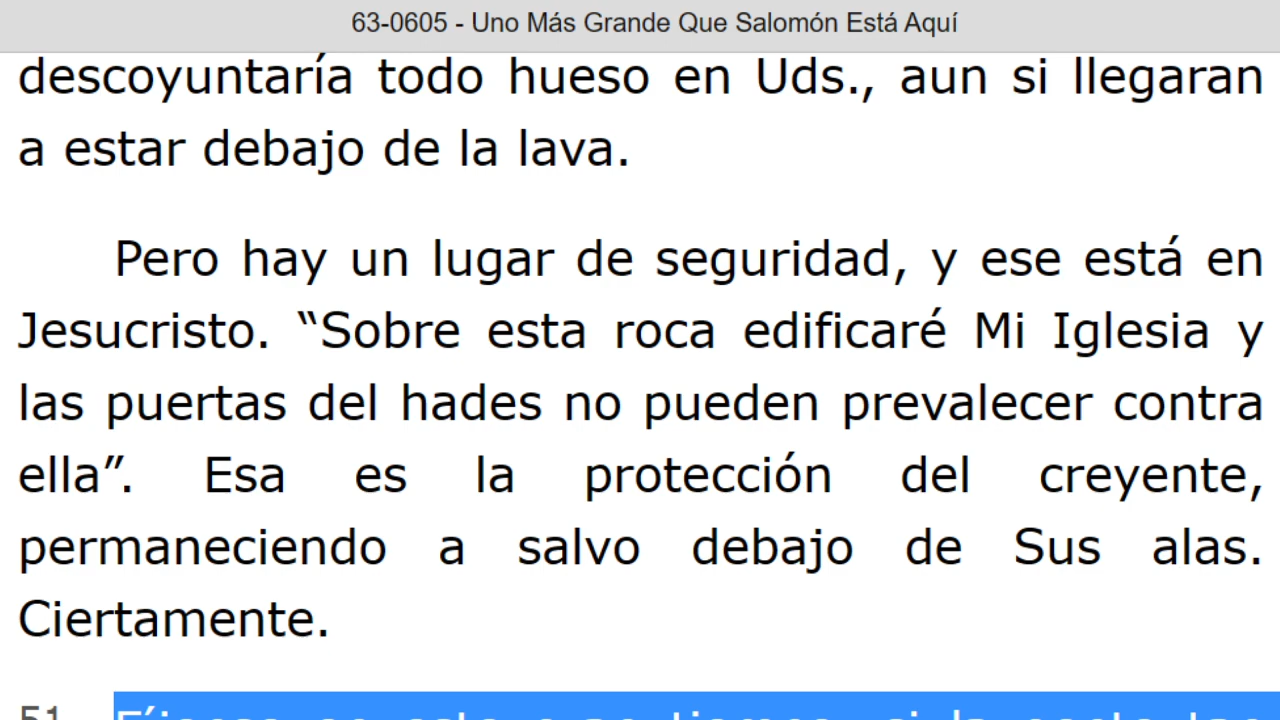 63-0605 - Uno Más Grande Que Salomón Está Aquí
descoyuntaría todo hueso en Uds., aun si llegaran
a estar debajo de la lava.
Pero hay un lugar de seguridad, y ese está en
Jesucristo. “Sobre esta roca edificaré Mi Iglesia y
las puertas del hades no pueden prevalecer contra
ella”. Esa es la protección del creyente,
permaneciendo a salvo debajo de Sus alas.
Ciertamente.
51